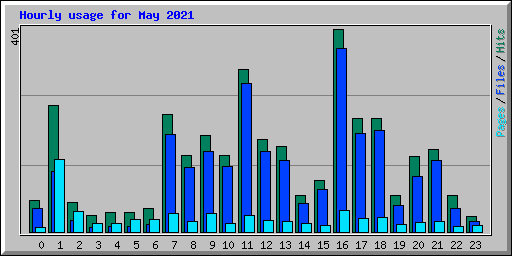 Hourly usage for May 2021
401
Pages/Files/Hits
0 1 2 3 4 5 6 7 8 9 10 11 12 13 14 15 16 17 18 19 20 21 22 23